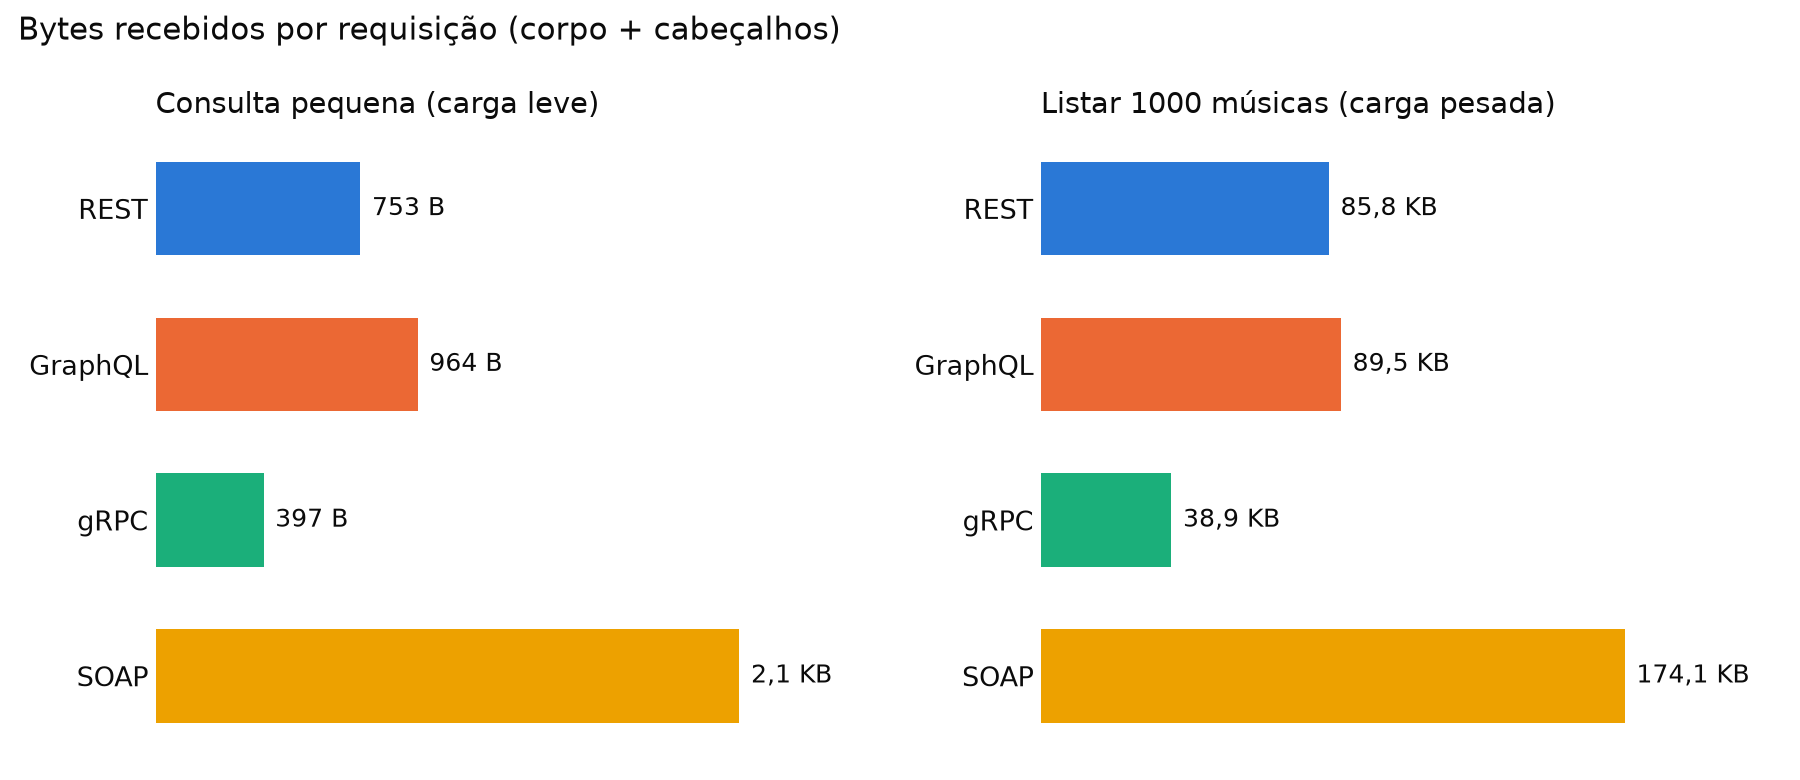 Bytes recebidos por requisição (corpo + cabeçalhos)
Consulta pequena (carga leve)
REST 753 B
GraphQL 964 B
gRPC 397 B
SOAP 2,1 KB
Listar 1000 músicas (carga pesada)
REST 85,8 KB
GraphQL 89,5 KB
gRPC 38,9 KB
SOAP 174,1 KB